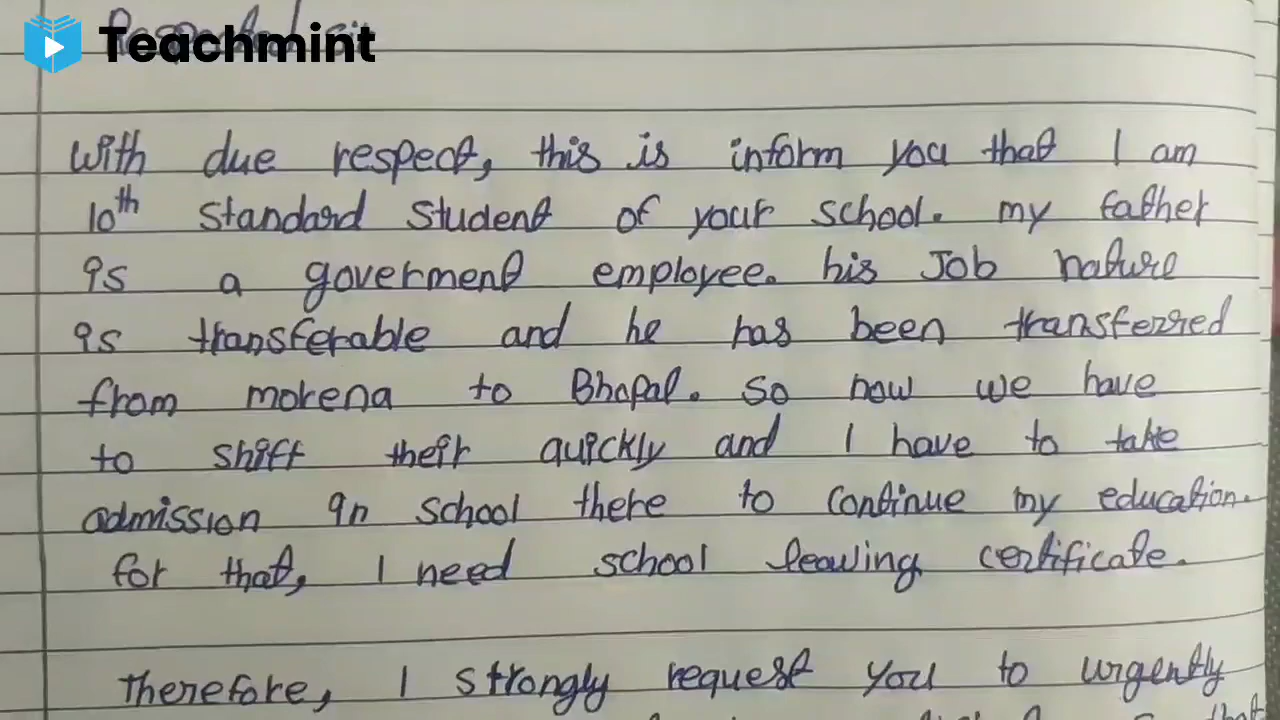 Teachmint
Respected sir
with due respect, this is inform you that I am
10th standard student of your school. my father
is a goverment employee. his Job nature
is transferable and he has been transferred
from morena to Bhopal. so now we have
to shift their quickly and I have to take
admission in school there to continue my education.
for that, I need school leaving certificate.
therefore, I strongly request you to urgently
that